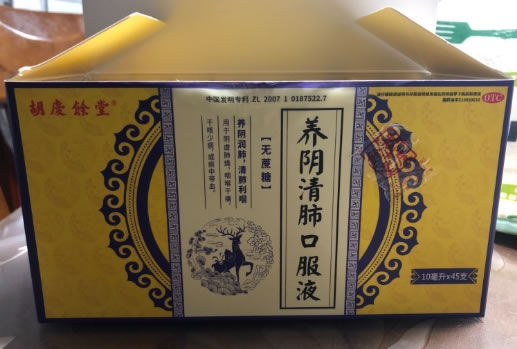 胡庆餘堂®
中国发明专利 ZL 2007 1 0187522.7
OTC
养阴清肺口服液
【无蔗糖】
养阴润肺，清肺利咽
用于阴虚肺燥，咽喉干痛，
干咳少痰，或痰中带血。
10毫升x45支